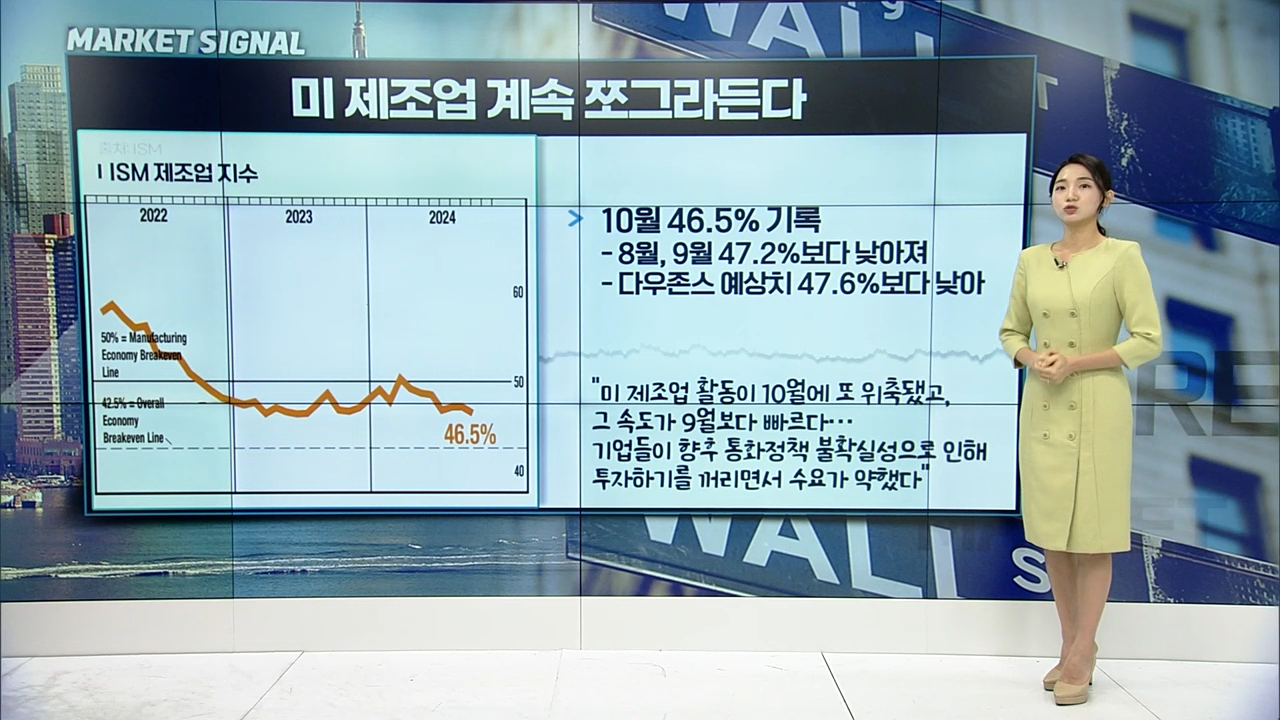 MARKET SIGNAL
미 제조업 계속 쪼그라든다
출처:ISM
I ISM 제조업 지수
2022 2023 2024
60
50% = Manufacturing
Economy Breakeven
Line
50
42.5% = Overall
Economy
Breakeven Line
46.5%
40
> 10월 46.5% 기록
- 8월, 9월 47.2%보다 낮아져
- 다우존스 예상치 47.6%보다 낮아
"미 제조업 활동이 10월에 또 위축됐고,
그 속도가 9월보다 빠르다…
기업들이 향후 통화정책 불확실성으로 인해
투자하기를 꺼리면서 수요가 약했다"
WALL
WALL S
RE